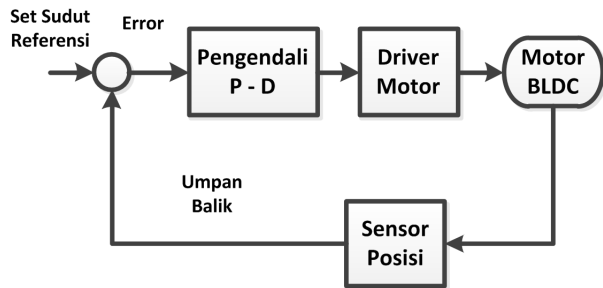 Set Sudut
Referensi
Error
Pengendali
P - D
Driver
Motor
Motor
BLDC
Umpan
Balik
Sensor
Posisi